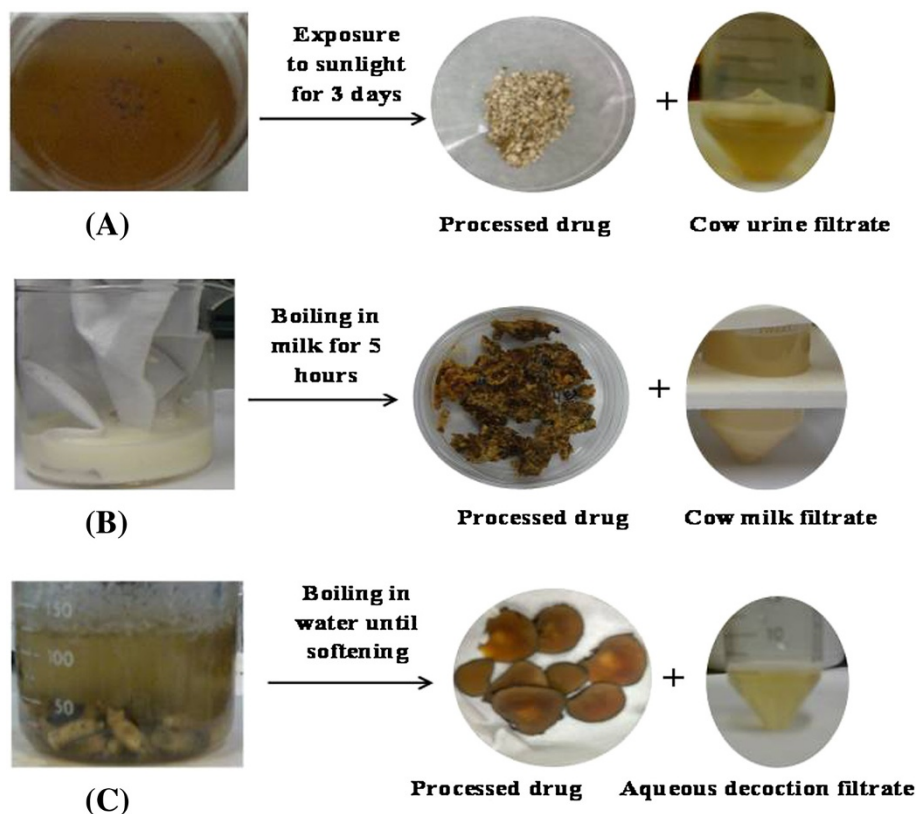 Exposure
to sunlight
for 3 days
+
Processed drug
Cow urine filtrate
(A)
Boiling in
milk for 5
hours
+
Processed drug
Cow milk filtrate
(B)
150
100
50
Boiling in
water until
softening
+
10
Processed drug
Aqueous decoction filtrate
(C)